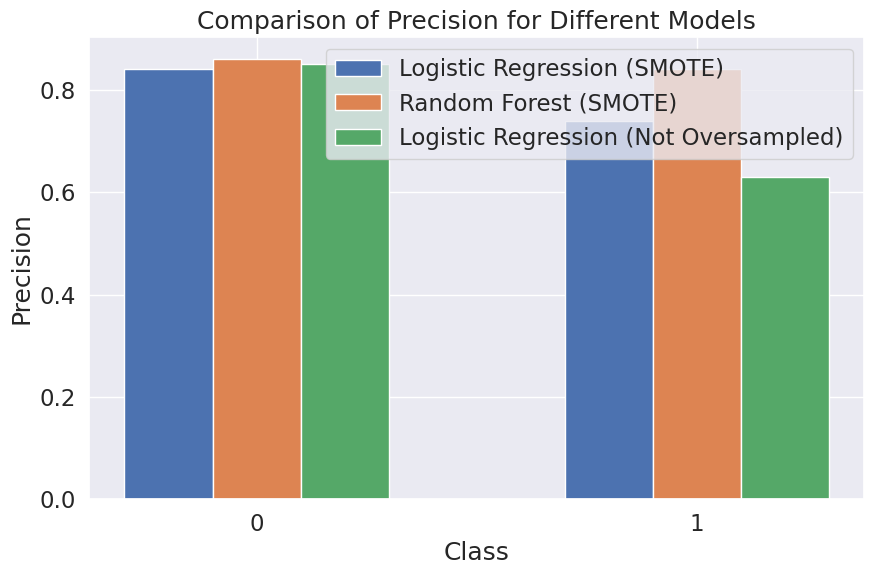 Comparison of Precision for Different Models
Logistic Regression (SMOTE)
Random Forest (SMOTE)
Logistic Regression (Not Oversampled)
Precision
0.8
0.6
0.4
0.2
0.0
0
1
Class